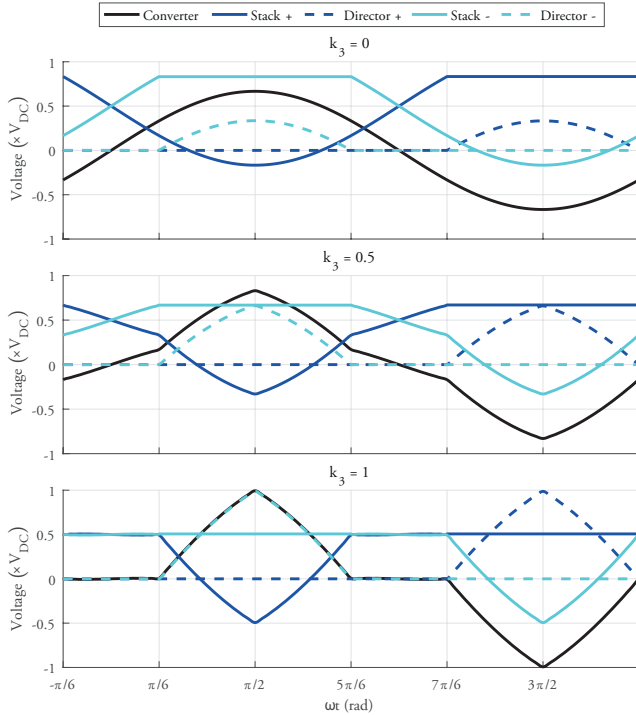 Converter Stack + Director + Stack - Director -
k3 = 0
1
0.5
0
-0.5
-1
Voltage (× VDC)
k3 = 0.5
1
0.5
0
-0.5
-1
Voltage (× VDC)
k3 = 1
1
0.5
0
-0.5
-1
Voltage (× VDC)
-π/6 π/6 π/2 5π/6 7π/6 3π/2
ωt (rad)